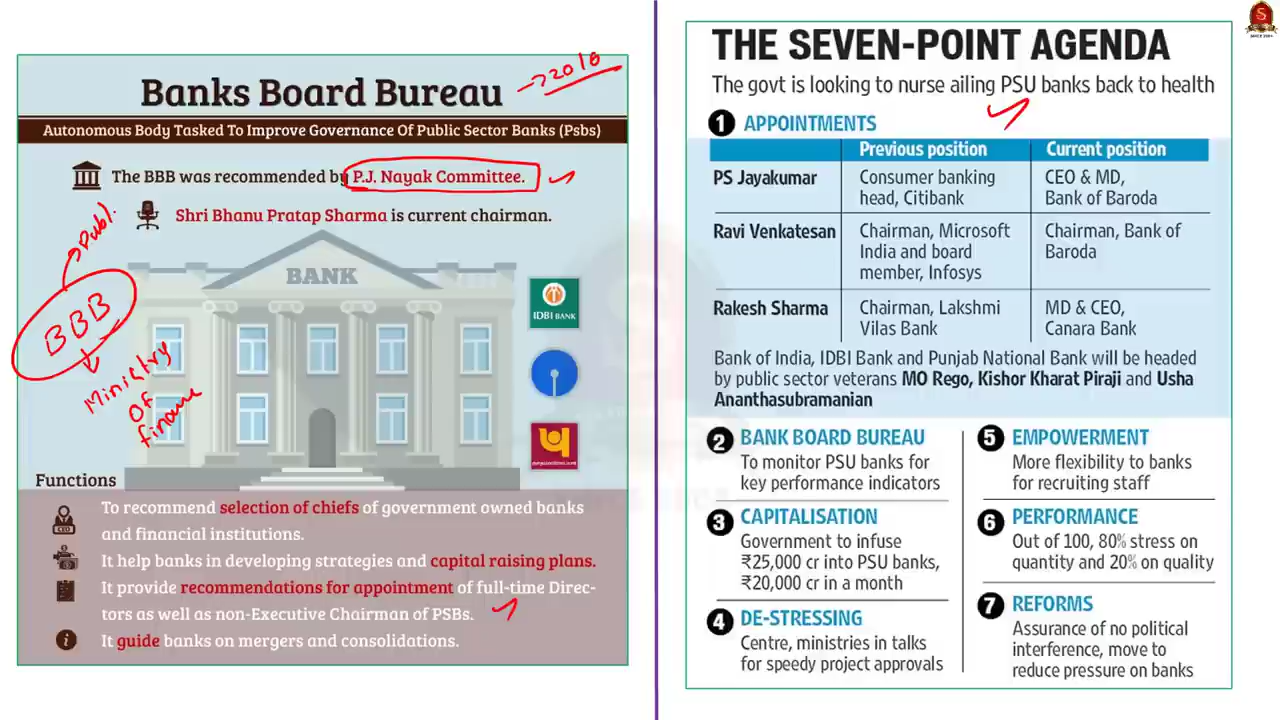 Banks Board Bureau
→ 2016
Autonomous Body Tasked To Improve Governance Of Public Sector Banks (Psbs)
The BBB was recommended by P.J. Nayak Committee.
Shri Bhanu Pratap Sharma is current chairman.
Publ.
BBB
Ministry
Of
finance
BANK
IDBI BANK
Functions
To recommend selection of chiefs of government owned banks
and financial institutions.
CEO
It help banks in developing strategies and capital raising plans.
It provide recommendations for appointment of full-time Direc-
tors as well as non-Executive Chairman of PSBs.
It guide banks on mergers and consolidations.
THE SEVEN-POINT AGENDA
The govt is looking to nurse ailing PSU banks back to health
1 APPOINTMENTS
Previous position Current position
PS Jayakumar Consumer banking CEO & MD,
head, Citibank Bank of Baroda
Ravi Venkatesan Chairman, Microsoft Chairman, Bank of
India and board Baroda
member, Infosys
Rakesh Sharma Chairman, Lakshmi MD & CEO,
Vilas Bank Canara Bank
Bank of India, IDBI Bank and Punjab National Bank will be headed
by public sector veterans MO Rego, Kishor Kharat Piraji and Usha
Ananthasubramanian
2 BANK BOARD BUREAU
To monitor PSU banks for
key performance indicators
3 CAPITALISATION
Government to infuse
₹25,000 cr into PSU banks,
₹20,000 cr in a month
4 DE-STRESSING
Centre, ministries in talks
for speedy project approvals
5 EMPOWERMENT
More flexibility to banks
for recruiting staff
6 PERFORMANCE
Out of 100, 80% stress on
quantity and 20% on quality
7 REFORMS
Assurance of no political
interference, move to
reduce pressure on banks
S